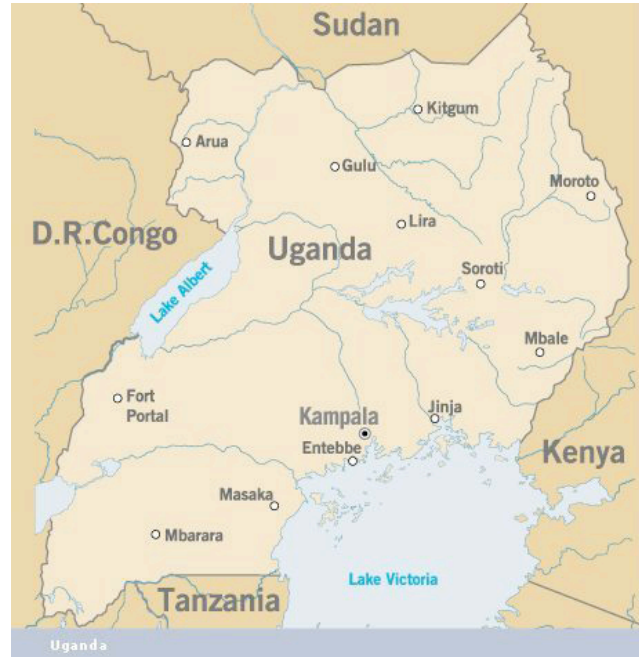 Sudan
Kitgum
Arua
Gulu
Moroto
D.R.Congo
Lira
Uganda
Lake Albert
Soroti
Mbale
Fort
Portal
Kampala
Jinja
Entebbe
Kenya
Masaka
Mbarara
Lake Victoria
Tanzania
Uganda